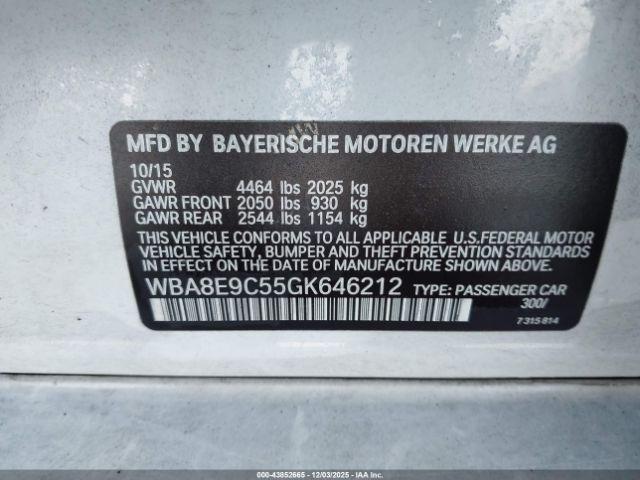 MFD BY BAYERISCHE MOTOREN WERKE AG
10/15
GVWR 4464 lbs 2025 kg
GAWR FRONT 2050 lbs 930 kg
GAWR REAR 2544 lbs 1154 kg
THIS VEHICLE CONFORMS TO ALL APPLICABLE U.S.FEDERAL MOTOR
VEHICLE SAFETY, BUMPER AND THEFT PREVENTION STANDARDS
IN EFFECT ON THE DATE OF MANUFACTURE SHOWN ABOVE.
WBA8E9C55GK646212 TYPE: PASSENGER CAR
300/
7315814
© - 43852665 - 12/03/2025 - IAA Inc.